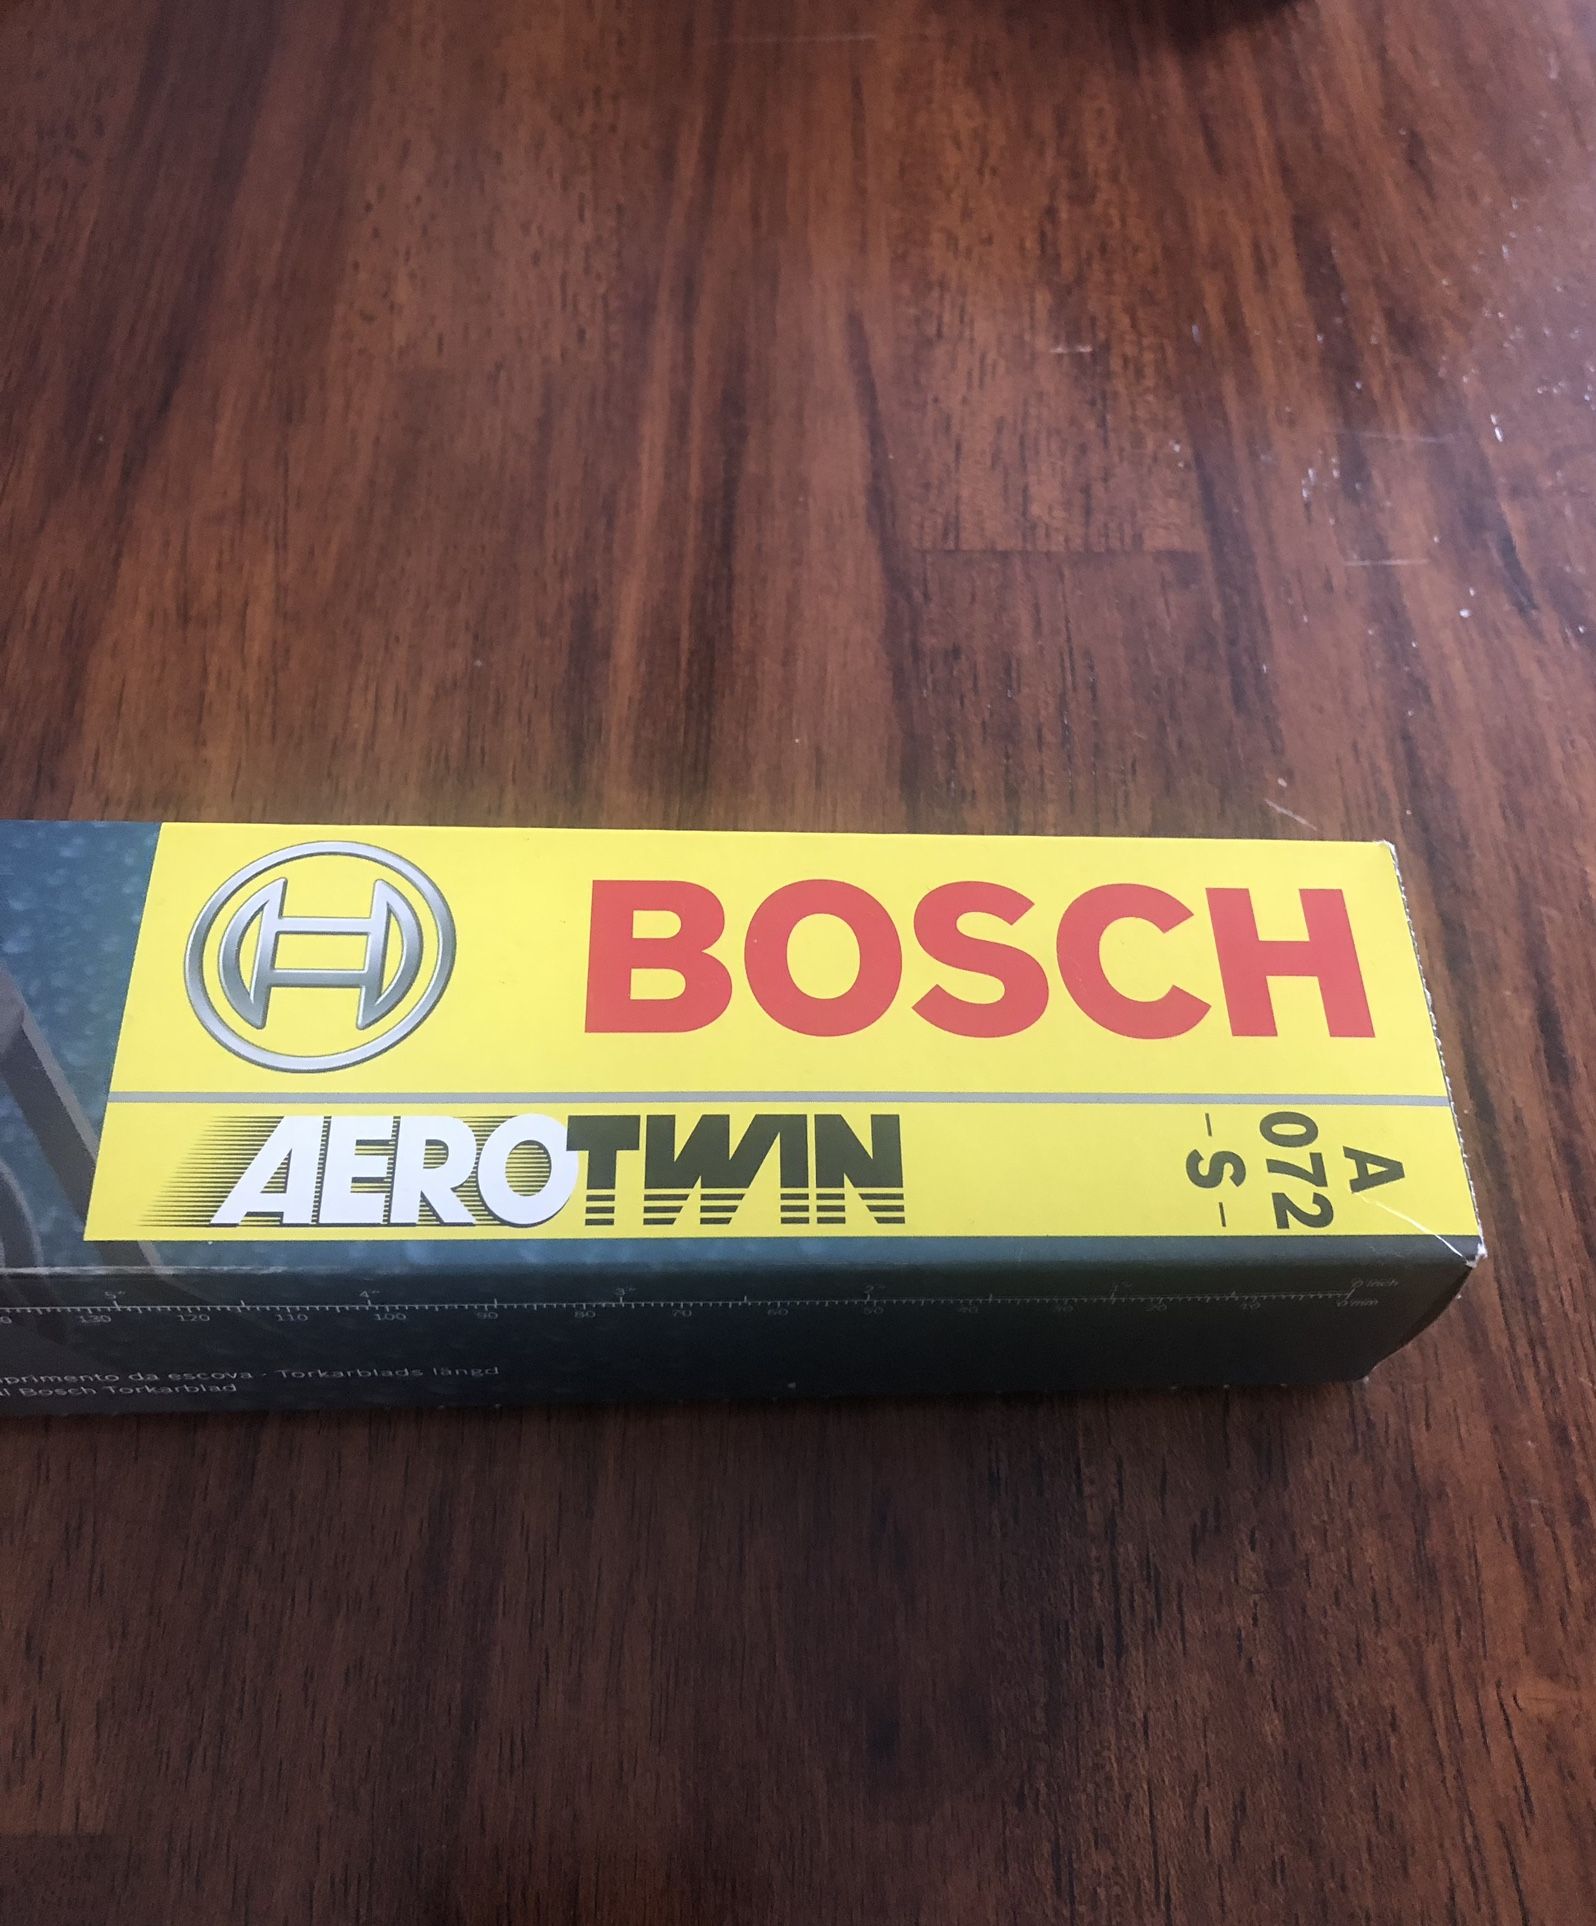 BOSCH
AEROTWIN
A
072
-S-
5" 4" 3" 2" 1" 0 inch
130 120 110 100 90 80 70 60 50 40 30 20 10 0 mm
da escova · Torkarblads längd
Bosch Torkarblad